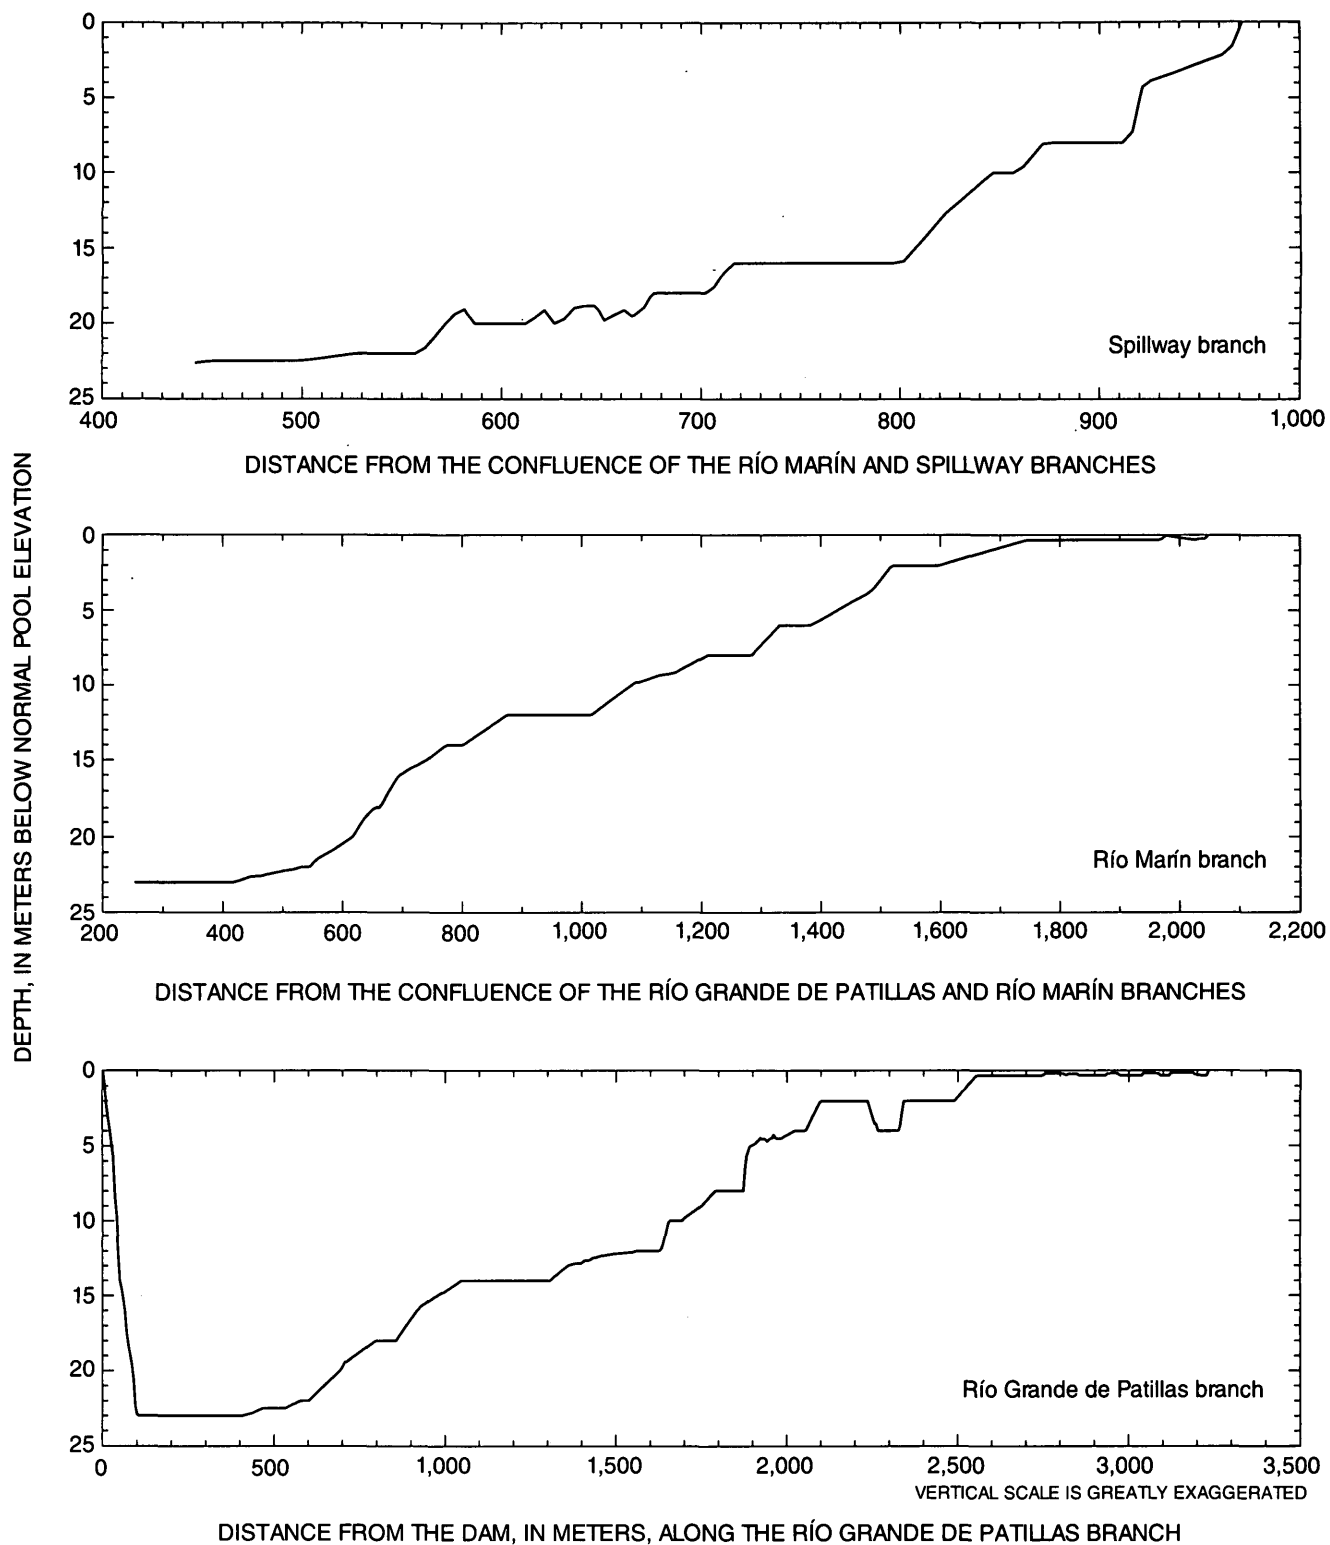 0
5
10
15
20
25
Spillway branch
400 500 600 700 800 900 1,000
DISTANCE FROM THE CONFLUENCE OF THE RÍO MARÍN AND SPILLWAY BRANCHES
DEPTH, IN METERS BELOW NORMAL POOL ELEVATION
0
5
10
15
20
25
Río Marín branch
200 400 600 800 1,000 1,200 1,400 1,600 1,800 2,000 2,200
DISTANCE FROM THE CONFLUENCE OF THE RÍO GRANDE DE PATILLAS AND RÍO MARÍN BRANCHES
0
5
10
15
20
25
Río Grande de Patillas branch
0 500 1,000 1,500 2,000 2,500 3,000 3,500
VERTICAL SCALE IS GREATLY EXAGGERATED
DISTANCE FROM THE DAM, IN METERS, ALONG THE RÍO GRANDE DE PATILLAS BRANCH